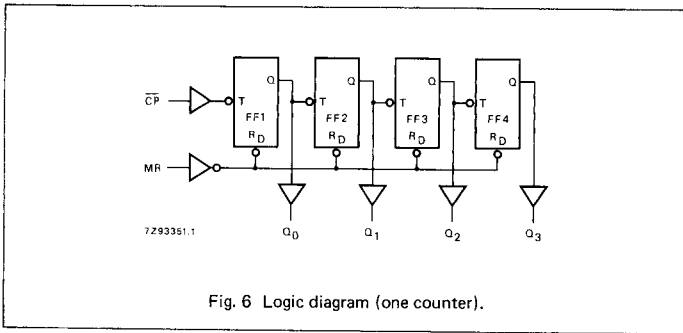 Q Q Q Q
CP T T T T
FF1 FF2 FF3 FF4
RD RD RD RD
MR
7Z93351.1 Q0 Q1 Q2 Q3
Fig. 6 Logic diagram (one counter).